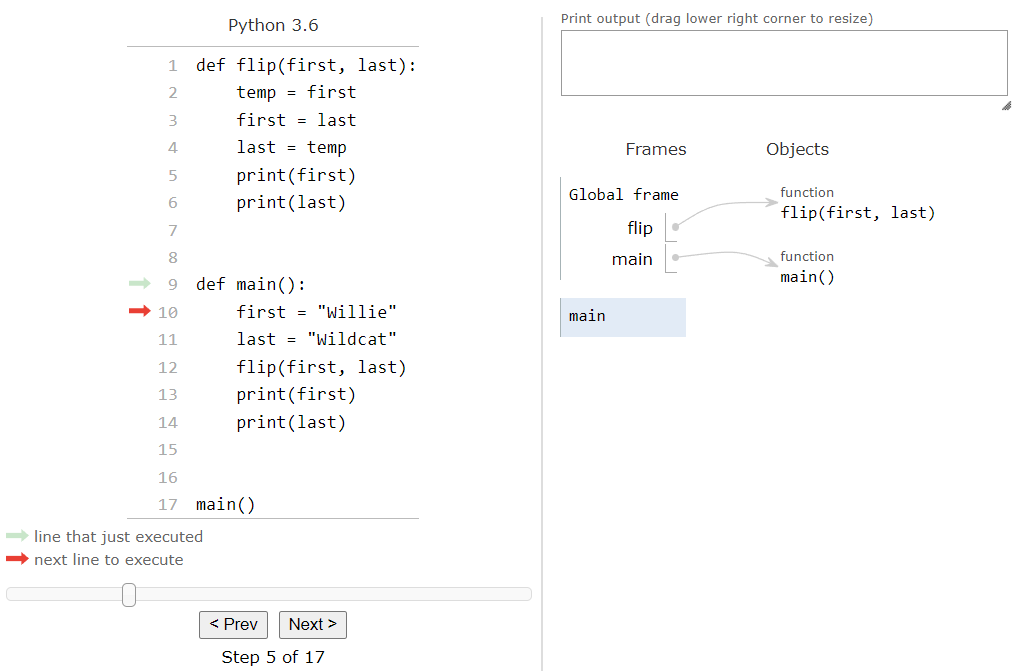 Python 3.6
1 def flip(first, last):
2     temp = first
3     first = last
4     last = temp
5     print(first)
6     print(last)
7
8
9 def main():
10     first = "Willie"
11     last = "Wildcat"
12     flip(first, last)
13     print(first)
14     print(last)
15
16
17 main()
line that just executed
next line to execute
< Prev Next >
Step 5 of 17
Print output (drag lower right corner to resize)
Frames Objects
Global frame
flip
main
function
flip(first, last)
function
main()
main